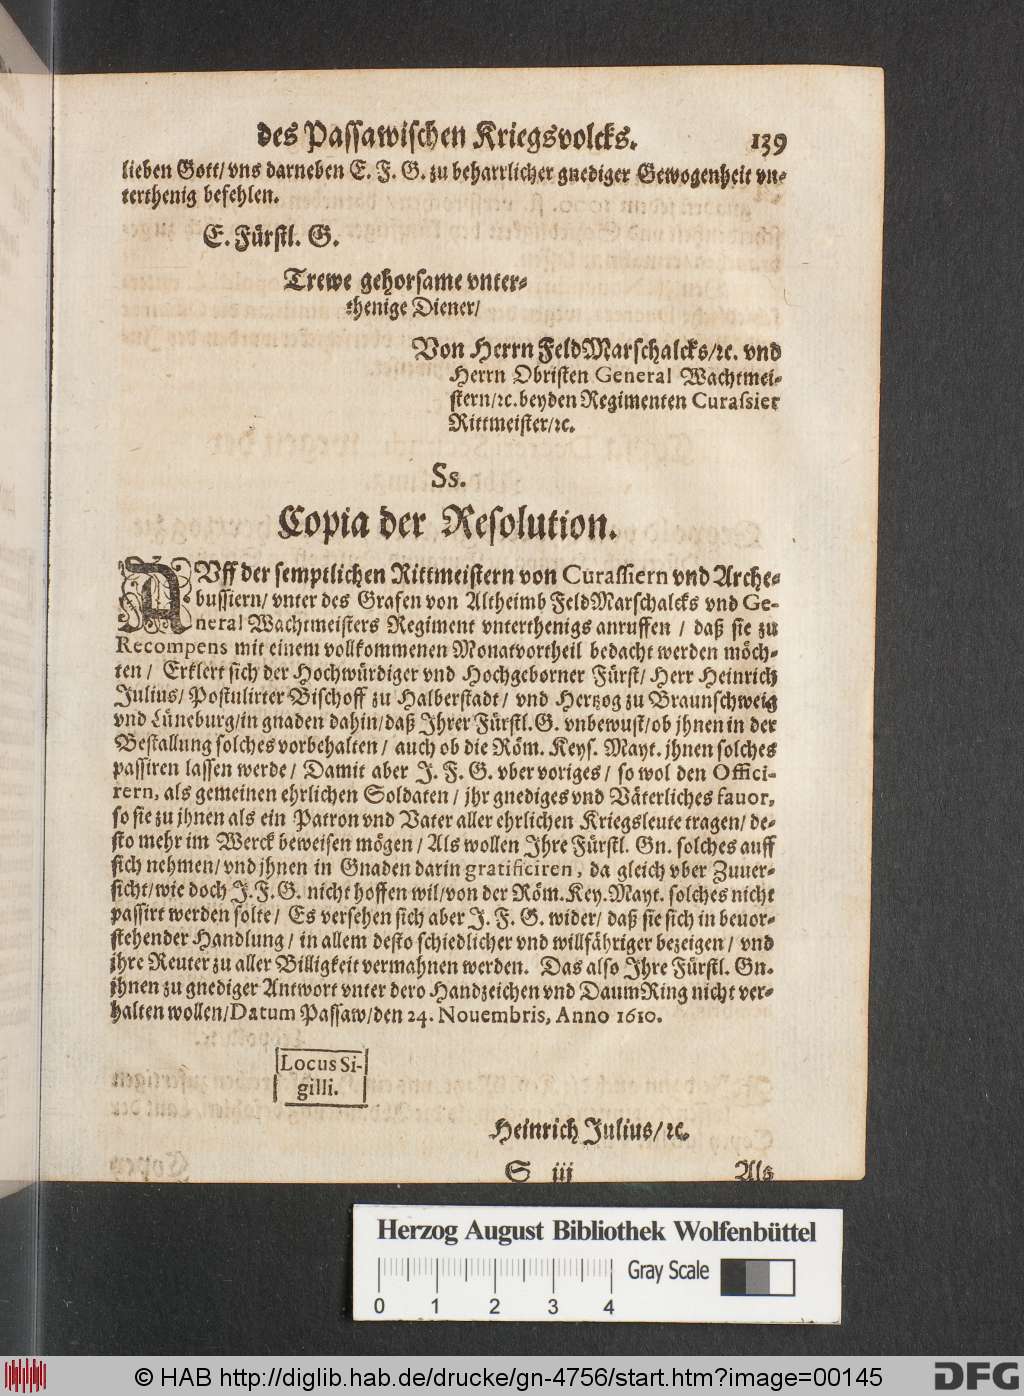 des Passawischen Kriegsvolcks. 139
lieben Gott/ vns darneben E. F. G. zu beharrlicher gnediger Gewogenheit vn-
terthenig befehlen.
E. Fürstl. G.
Trewe gehorsame vnter-
thenige Diener/
Von Herrn FeldMarschalcks/ꝛc. vnd
Herrn Obristen General Wachtmei-
stern/ꝛc. beyden Regimenten Curassier
Rittmeister/ꝛc.
Ss.
Copia der Resolution.
AVff der semptlichen Rittmeistern von Curassiern vnd Arche-
bussiern/ vnter des Grafen von Altheimb FeldMarschalcks vnd Ge-
neral Wachtmeisters Regiment vnterthenigs anruffen / daß sie zu
Recompens mit einem vollkommenen Monatvortheil bedacht werden möch-
ten / Erklert sich der Hochwürdiger vnd Hochgeborner Fürst/ Herr Heinrich
Julius/ Postulirter Bischoff zu Halberstadt/ vnd Hertzog zu Braunschweig
vnd Lüneburg/in gnaden dahin/daß Ihrer Fürstl. G. vnbewust/ob jhnen in der
Bestallung solches vorbehalten / auch ob die Röm. Keys. Mayt. jhnen solches
passiren lassen werde / Damit aber J. F. G. vber voriges / so wol den Offici-
rern, als gemeinen ehrlichen Soldaten / jhr gnediges vnd Väterliches fauor,
so sie zu jhnen als ein Patron vnd Vater aller ehrlichen Kriegsleute tragen/ de-
sto mehr im Werck beweisen mögen / Als wollen Ihre Fürstl. Gn. solches auff
sich nehmen/ vnd jhnen in Gnaden darin gratificiren, da gleich vber Zuuer-
sicht/wie doch J. F. G. nicht hoffen wil/von der Röm. Key. Mayt. solches nicht
passirt werden solte / Es versehen sich aber J. F. G. wider/ daß sie sich in beuor-
stehender Handlung / in allem desto schiedlicher vnd willfähriger bezeigen / vnd
jhre Reuter zu aller Billigkeit vermahnen werden. Das also Ihre Fürstl. Gn.
jhnen zu gnediger Antwort vnter dero Handzeichen vnd DaumRing nicht ver-
halten wollen/Datum Passaw/den 24. Nouembris, Anno 1610.
Locus Si-
gilli.
Heinrich Julius/ꝛc.
S iij Als
Herzog August Bibliothek Wolfenbüttel
Gray Scale
0 1 2 3 4
© HAB http://diglib.hab.de/drucke/gn-4756/start.htm?image=00145
DFG